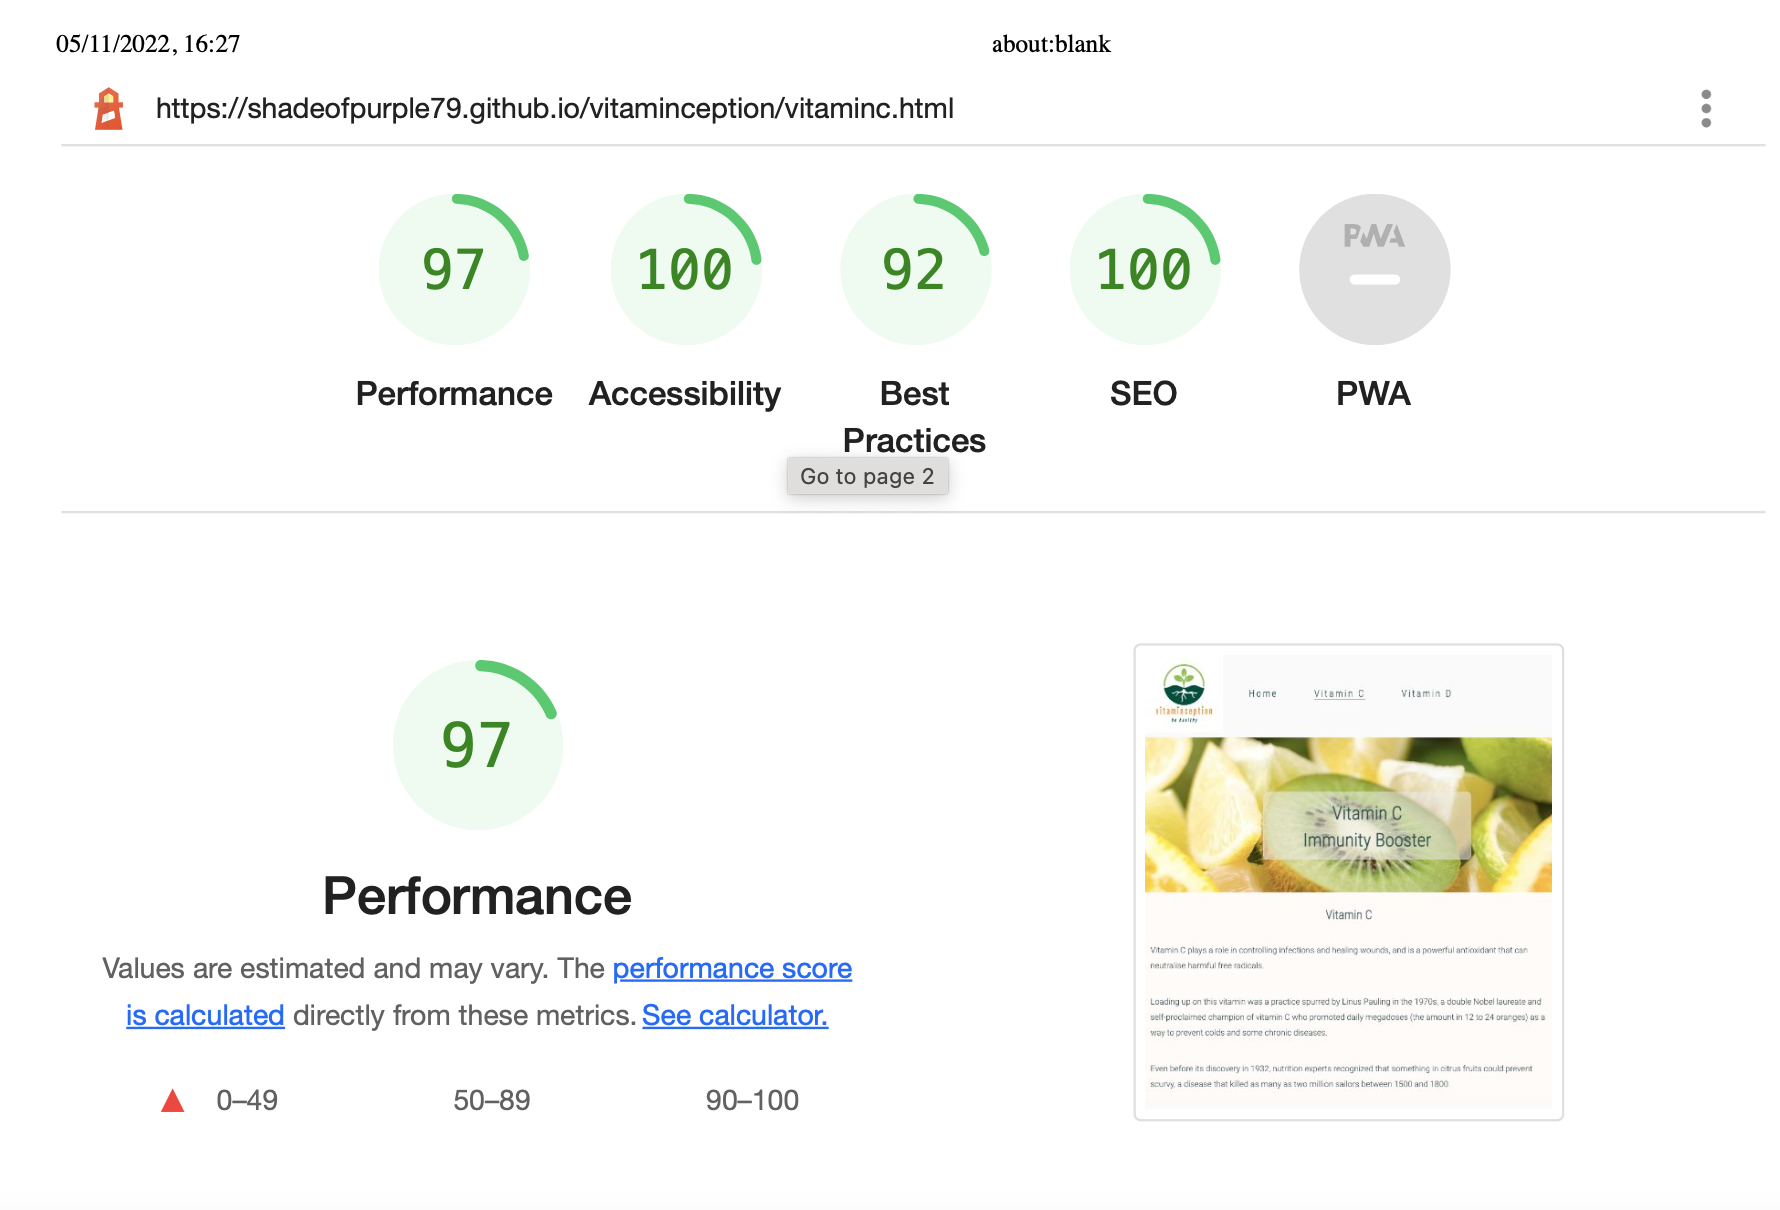 05/11/2022, 16:27
about:blank
https://shadeofpurple79.github.io/vitaminception/vitaminc.html
97
100
92
100
PWA
Performance
Accessibility
Best
Practices
SEO
PWA
Go to page 2
97
Performance
Values are estimated and may vary. The performance score
is calculated directly from these metrics. See calculator.
0–49
50–89
90–100
vitaminception
be healthy
Home
Vitamin C
Vitamin D
Vitamin C
Immunity Booster
Vitamin C
Vitamin C plays a role in controlling infections and healing wounds, and is a powerful antioxidant that can
neutralise harmful free radicals.
Loading up on this vitamin was a practice spurred by Linus Pauling in the 1970s, a double Nobel laureate and
self-proclaimed champion of vitamin C who promoted daily megadoses (the amount in 12 to 24 oranges) as a
way to prevent colds and some chronic diseases.
Even before its discovery in 1932, nutrition experts recognized that something in citrus fruits could prevent
scurvy, a disease that killed as many as two million sailors between 1500 and 1800.